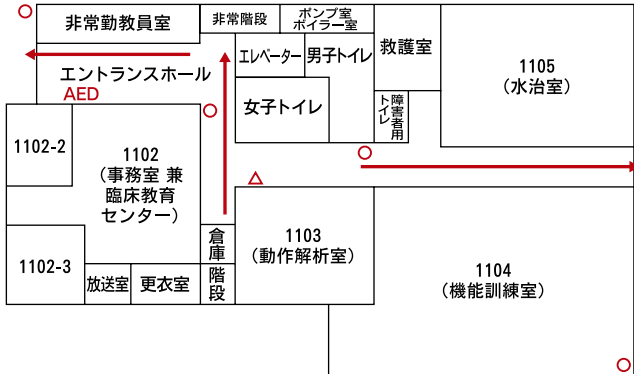 非常勤教員室
非常階段
ポンプ室
ボイラー室
エレベーター
男子トイレ
救護室
1105
（水治室）
エントランスホール
AED
女子トイレ
障害者用
トイレ
1102-2
1102
（事務室 兼
臨床教育
センター）
倉庫
1103
（動作解析室）
1104
（機能訓練室）
1102-3
放送室
更衣室
階段